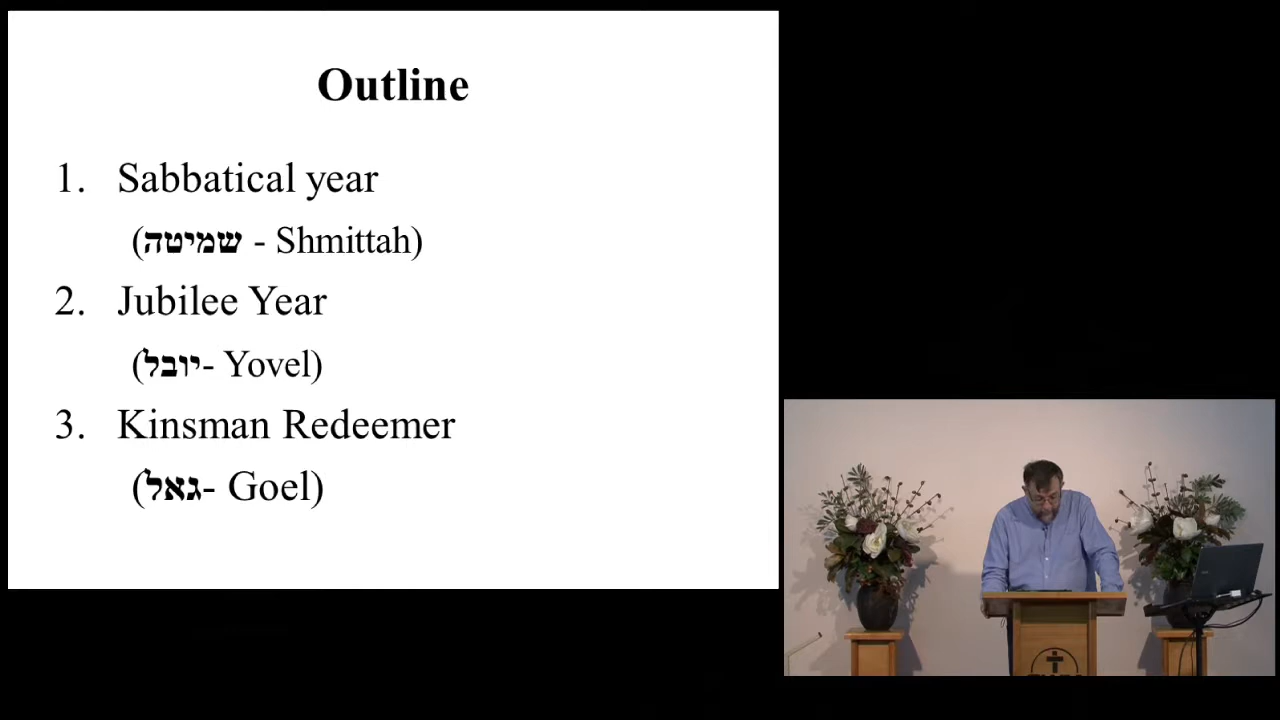 Outline
1. Sabbatical year
(שמיטה - Shmittah)
2. Jubilee Year
(יובל- Yovel)
3. Kinsman Redeemer
(גאל- Goel)